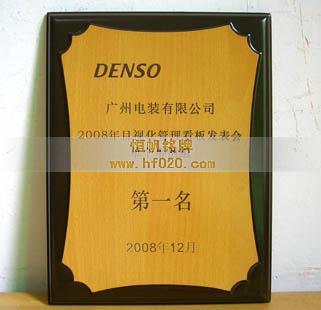 DENSO
广州电装有限公司
2008年目视化管理看板发表会
恒帆铭牌
www.hf020.com
第一名
2008年12月